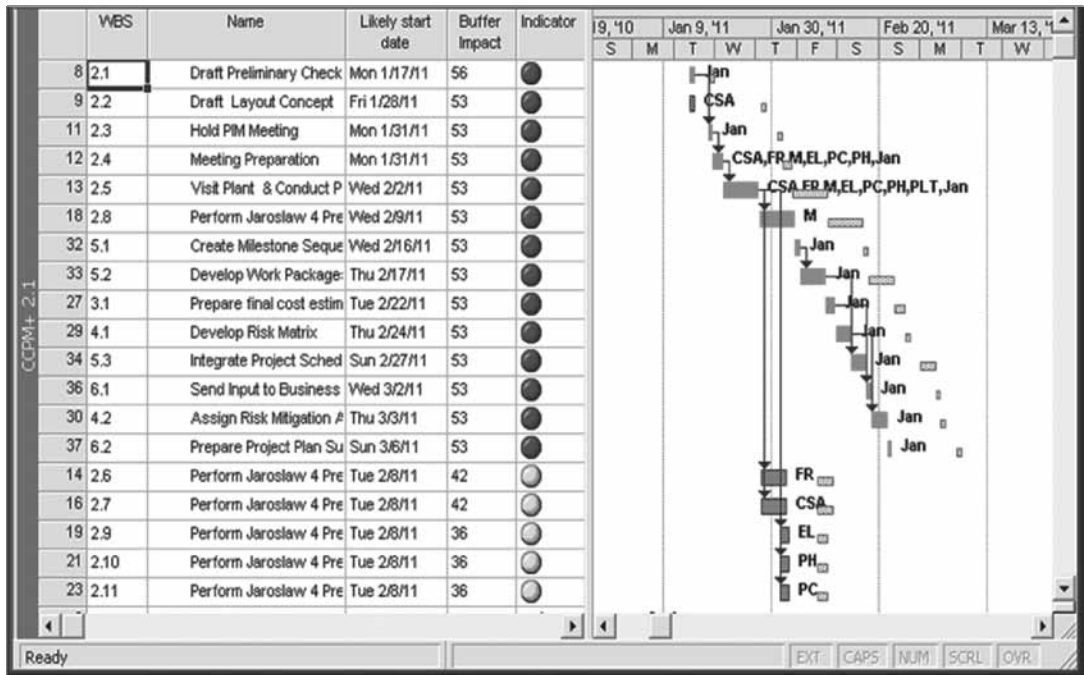 WBS Name Likely start date Buffer Impact Indicator
19, '10 Jan 9, '11 Jan 30, '11 Feb 20, '11 Mar 13, '1
S M T W T F S S M T W
8 2.1 Draft Preliminary Check Mon 1/17/11 56 Jan
9 2.2 Draft Layout Concept Fri 1/28/11 53 CSA
11 2.3 Hold PIM Meeting Mon 1/31/11 53 Jan
12 2.4 Meeting Preparation Mon 1/31/11 53 CSA,FR,M,EL,PC,PH,Jan
13 2.5 Visit Plant & Conduct P Wed 2/2/11 53 CSA,FR,M,EL,PC,PH,PLT,Jan
18 2.8 Perform Jaroslaw 4 Pre Wed 2/9/11 53 M
32 5.1 Create Milestone Seque Wed 2/16/11 53 Jan
33 5.2 Develop Work Package Thu 2/17/11 53 Jan
27 3.1 Prepare final cost estim Tue 2/22/11 53 Jan
29 4.1 Develop Risk Matrix Thu 2/24/11 53 Jan
34 5.3 Integrate Project Sched Sun 2/27/11 53 Jan
36 6.1 Send Input to Business Wed 3/2/11 53 Jan
30 4.2 Assign Risk Mitigation A Thu 3/3/11 53 Jan
37 6.2 Prepare Project Plan Su Sun 3/6/11 53 Jan
14 2.6 Perform Jaroslaw 4 Pre Tue 2/8/11 42 FR
16 2.7 Perform Jaroslaw 4 Pre Tue 2/8/11 42 CSA
19 2.9 Perform Jaroslaw 4 Pre Tue 2/8/11 36 EL
21 2.10 Perform Jaroslaw 4 Pre Tue 2/8/11 36 PH
23 2.11 Perform Jaroslaw 4 Pre Tue 2/8/11 36 PC
CCPM+ 2.1
Ready EXT CAPS NUM SCRL OVR